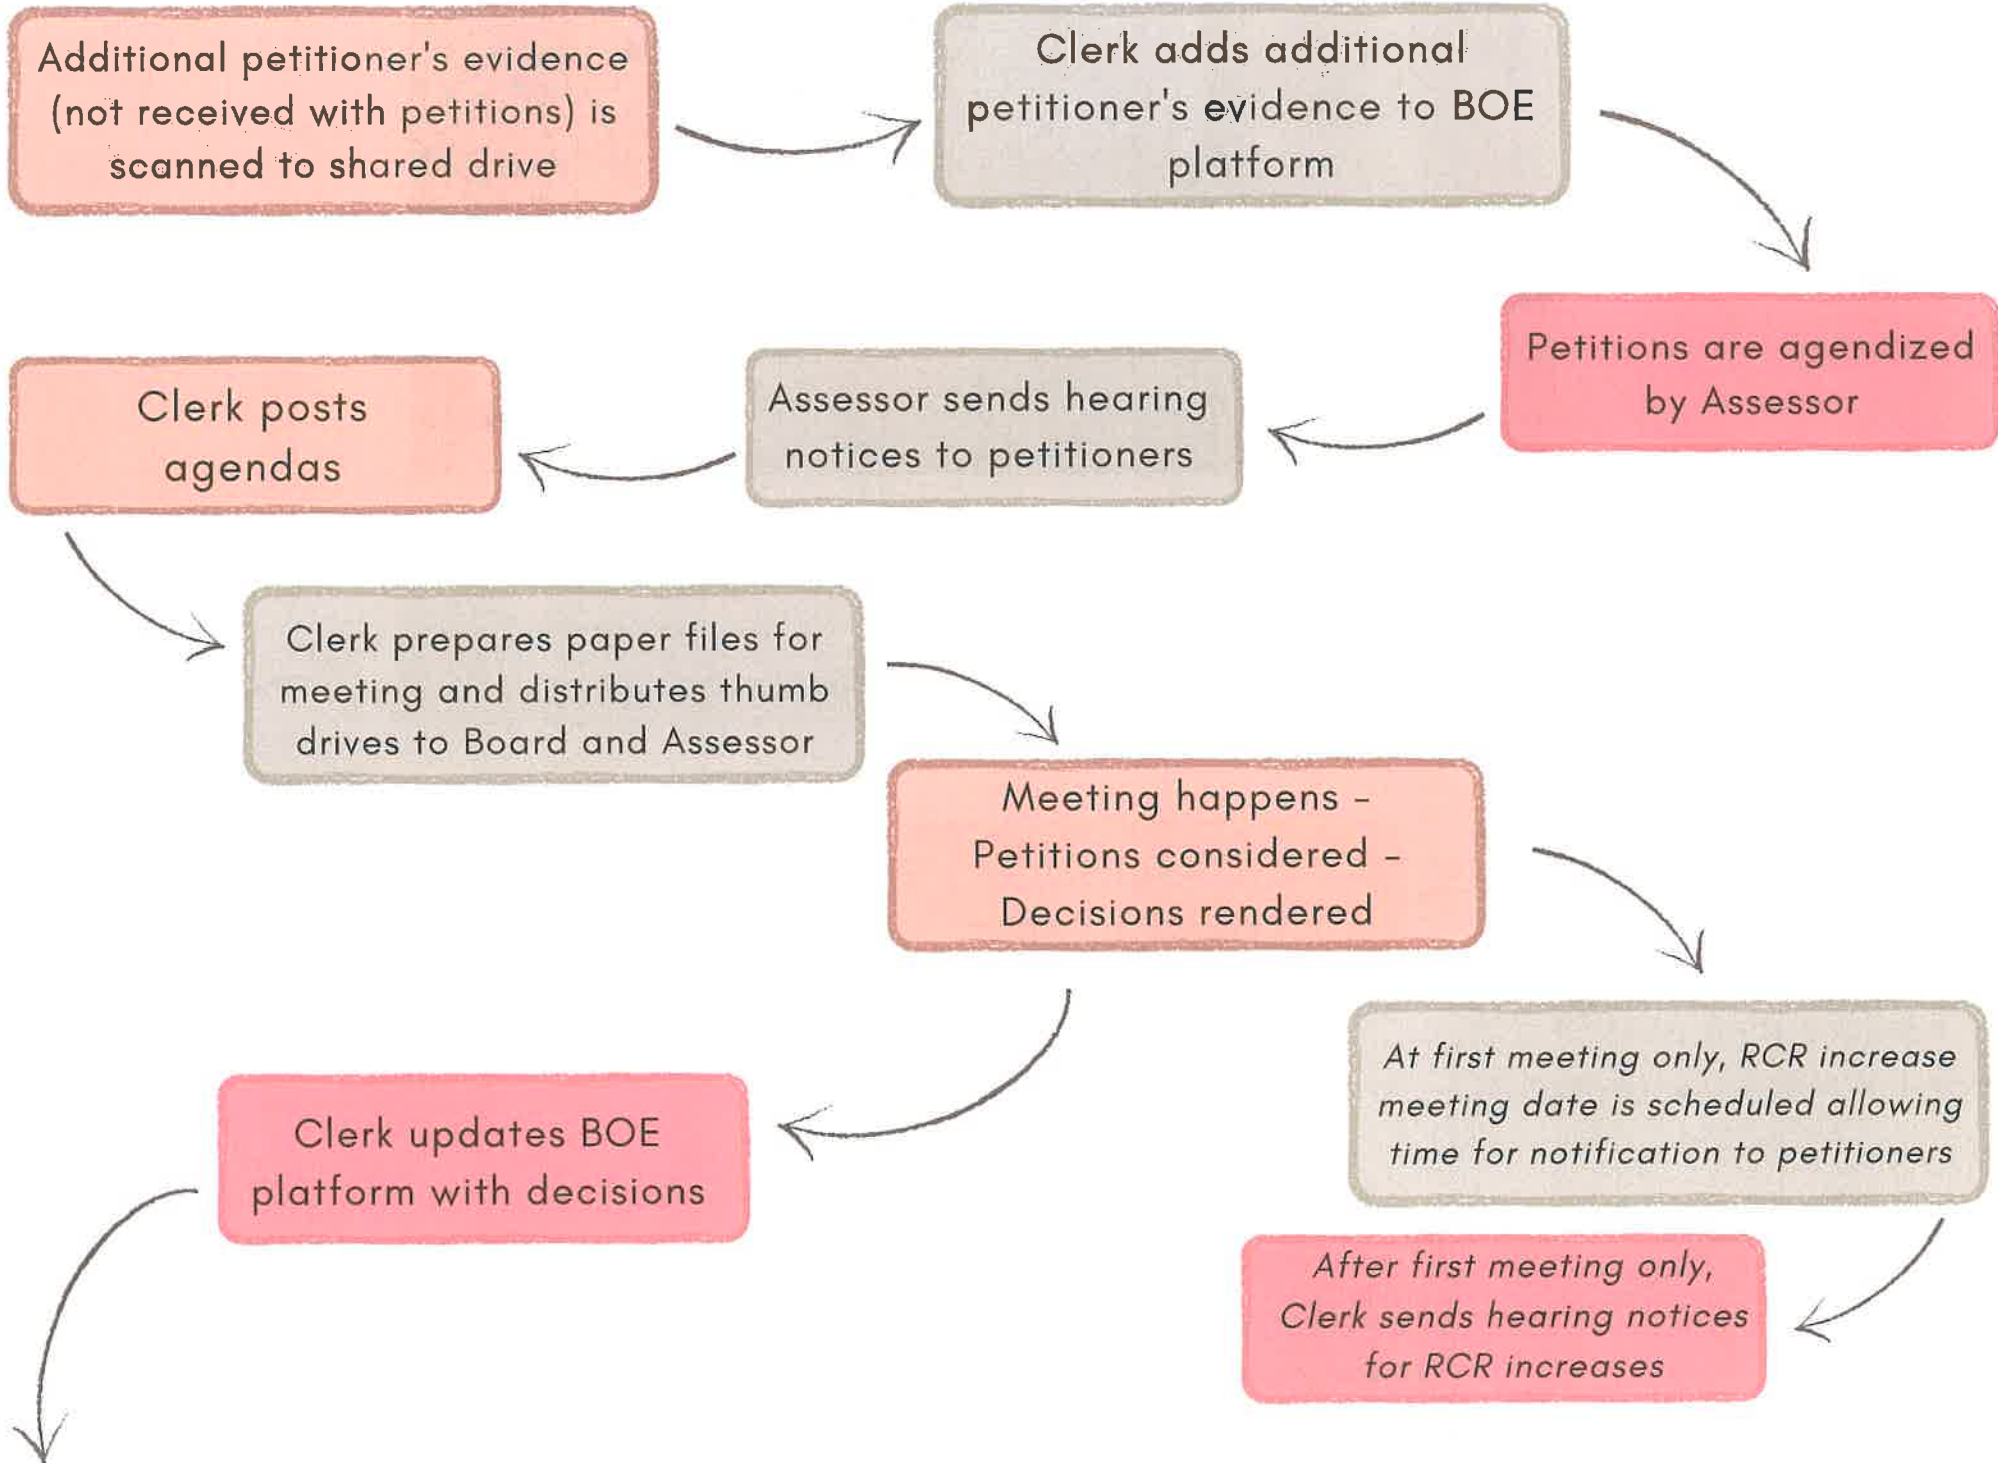 Additional petitioner's evidence
(not received with petitions) is
scanned to shared drive
Clerk adds additional
petitioner's evidence to BOE
platform
Petitions are agendized
by Assessor
Assessor sends hearing
notices to petitioners
Clerk posts
agendas
Clerk prepares paper files for
meeting and distributes thumb
drives to Board and Assessor
Meeting happens -
Petitions considered -
Decisions rendered
At first meeting only, RCR increase
meeting date is scheduled allowing
time for notification to petitioners
After first meeting only,
Clerk sends hearing notices
for RCR increases
Clerk updates BOE
platform with decisions